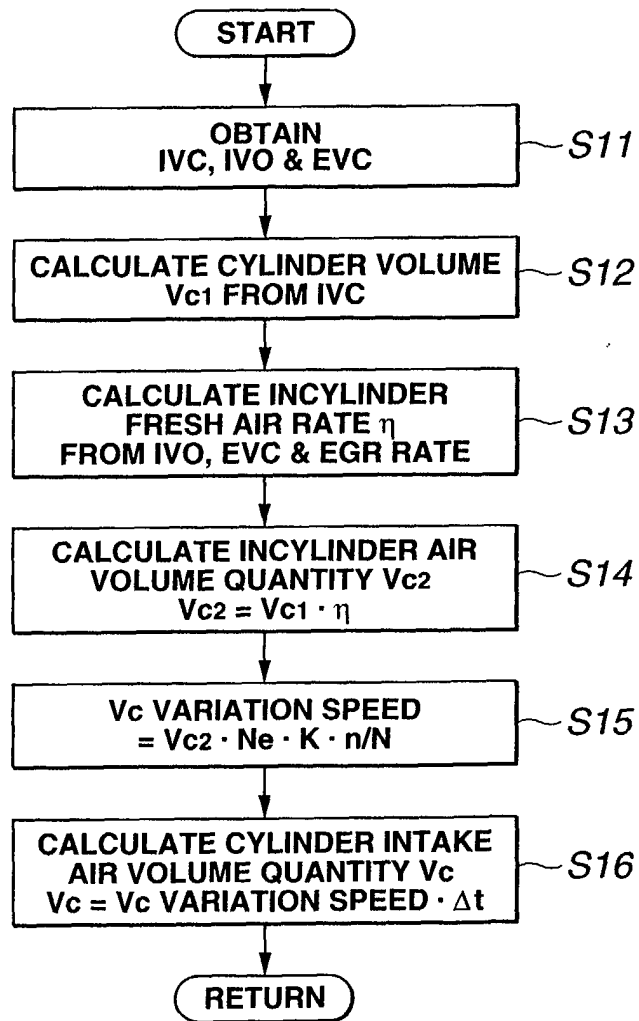 START
OBTAIN
IVC, IVO & EVC
S11
CALCULATE CYLINDER VOLUME
Vc1 FROM IVC
S12
CALCULATE INCYLINDER
FRESH AIR RATE η
FROM IVO, EVC & EGR RATE
S13
CALCULATE INCYLINDER AIR
VOLUME QUANTITY Vc2
Vc2 = Vc1 · η
S14
Vc VARIATION SPEED
= Vc2 · Ne · K · n/N
S15
CALCULATE CYLINDER INTAKE
AIR VOLUME QUANTITY Vc
Vc = Vc VARIATION SPEED · Δt
S16
RETURN